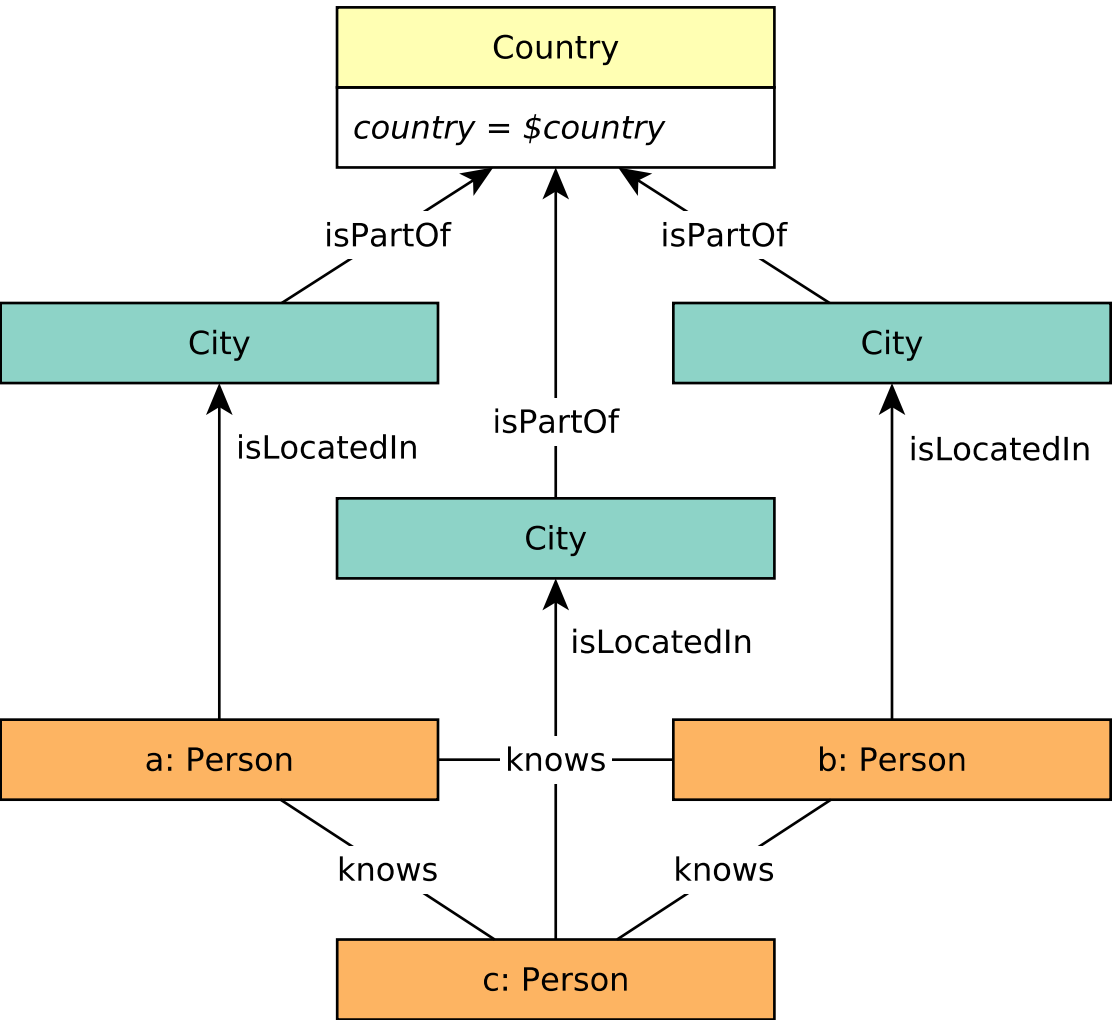 Country
country = $country
isPartOf
isPartOf
City
City
isPartOf
isLocatedIn
isLocatedIn
City
isLocatedIn
a: Person
knows
b: Person
knows
knows
c: Person